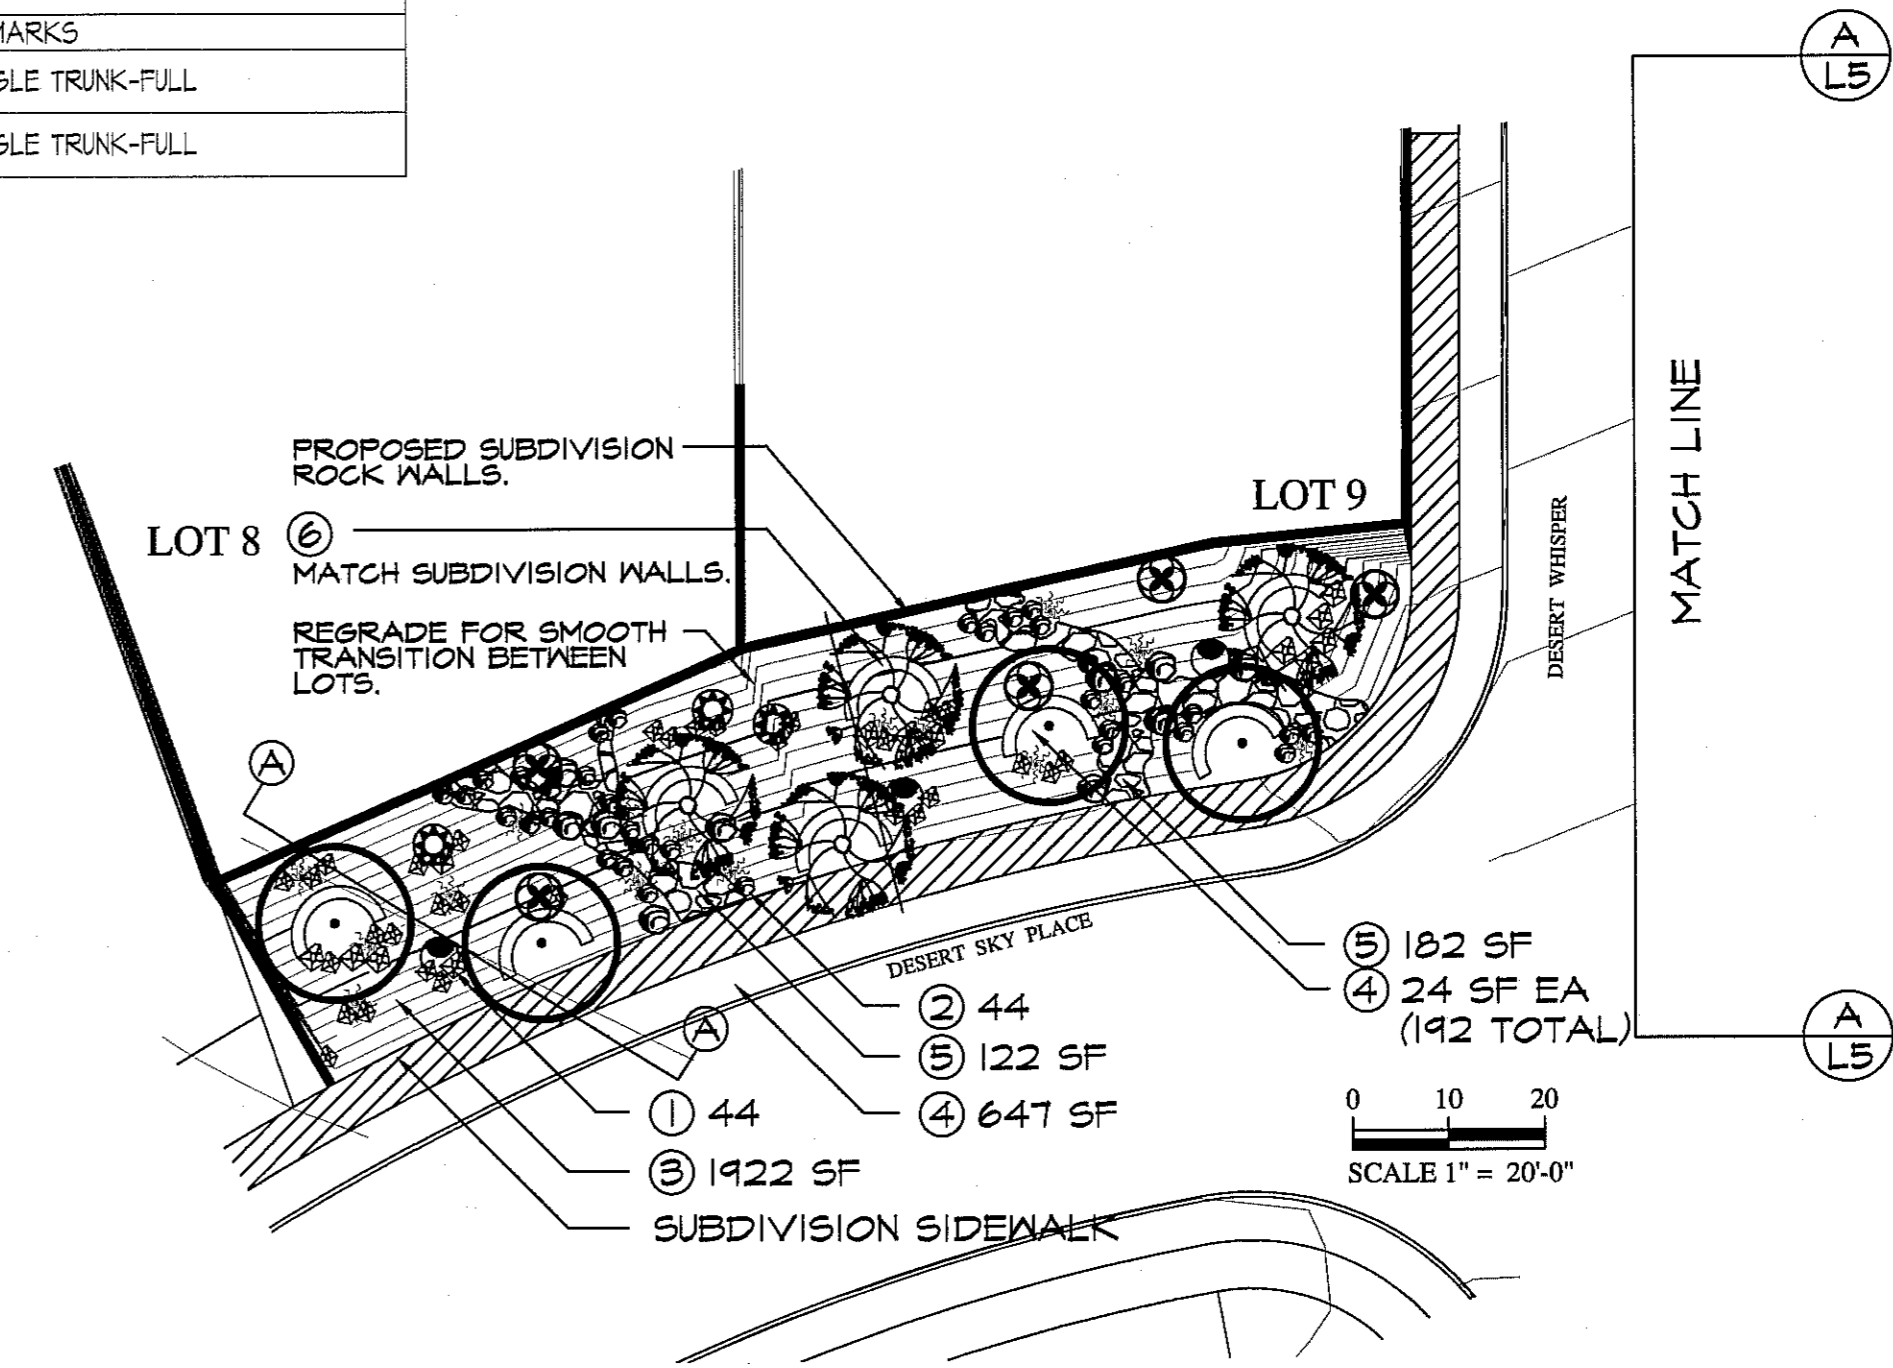 MARKS
GLE TRUNK-FULL
GLE TRUNK-FULL
A
L5
PROPOSED SUBDIVISION
ROCK WALLS.
LOT 9
LOT 8
6
MATCH SUBDIVISION WALLS.
REGRADE FOR SMOOTH
TRANSITION BETWEEN
LOTS.
MATCH LINE
DESERT WHISPER
A
DESERT SKY PLACE
5 182 SF
4 24 SF EA
(192 TOTAL)
2 44
5 122 SF
4 647 SF
A
1 44
3 1922 SF
SUBDIVISION SIDEWALK
A
L5
0 10 20
SCALE 1" = 20'-0"